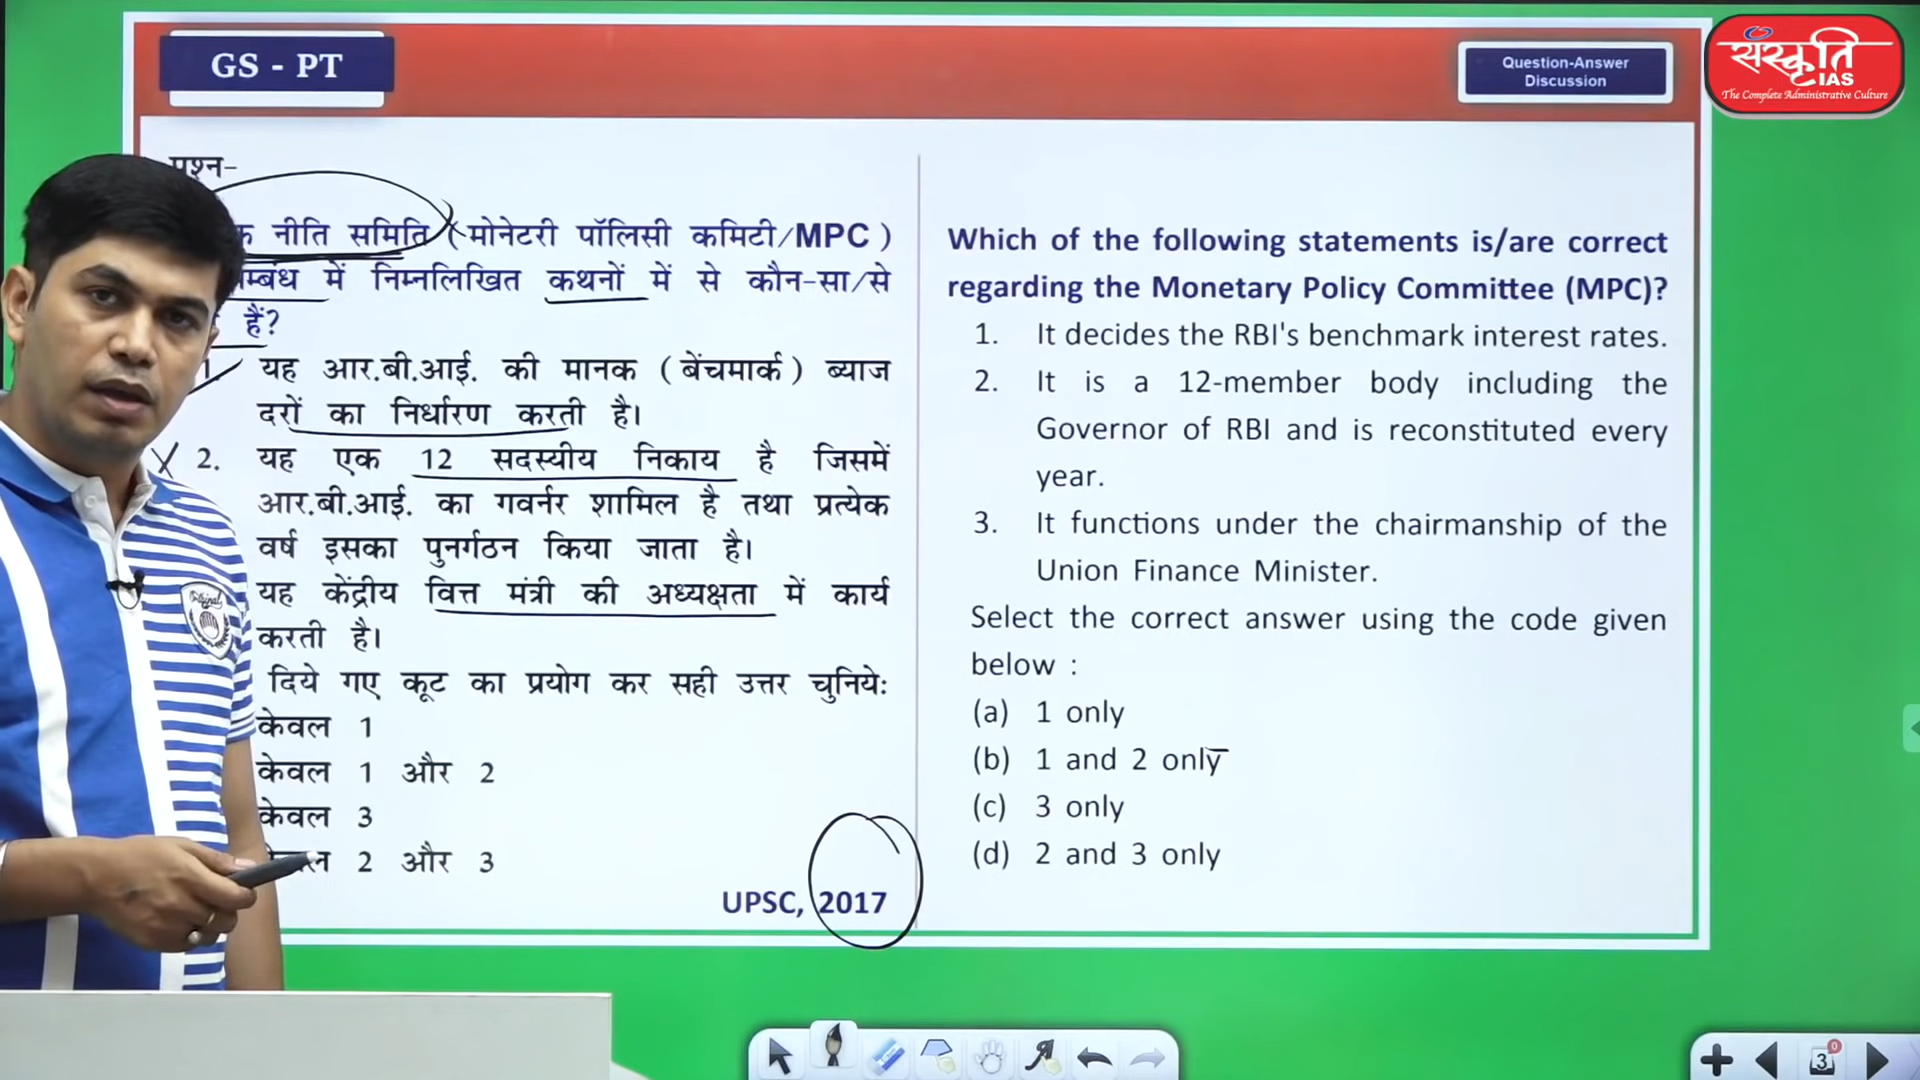 GS - PT
Question-Answer
Discussion
संस्कृति
IAS
The Complete Administrative Culture
प्रश्न-
नीति समिति (मोनेटरी पॉलिसी कमिटी/MPC)
में निम्नलिखित कथनों में से कौन-सा/से
हैं?
1. यह आर.बी.आई. की मानक (बेंचमार्क) ब्याज
दरों का निर्धारण करती है।
2. यह एक 12 सदस्यीय निकाय है जिसमें
आर.बी.आई. का गवर्नर शामिल है तथा प्रत्येक
वर्ष इसका पुनर्गठन किया जाता है।
यह केंद्रीय वित्त मंत्री की अध्यक्षता में कार्य
करती है।
दिये गए कूट का प्रयोग कर सही उत्तर चुनिये:
केवल 1
केवल 1 और 2
केवल 3
2 और 3
UPSC, 2017
Which of the following statements is/are correct
regarding the Monetary Policy Committee (MPC)?
1. It decides the RBI's benchmark interest rates.
2. It is a 12-member body including the
Governor of RBI and is reconstituted every
year.
3. It functions under the chairmanship of the
Union Finance Minister.
Select the correct answer using the code given
below :
(a) 1 only
(b) 1 and 2 only
(c) 3 only
(d) 2 and 3 only
3
0